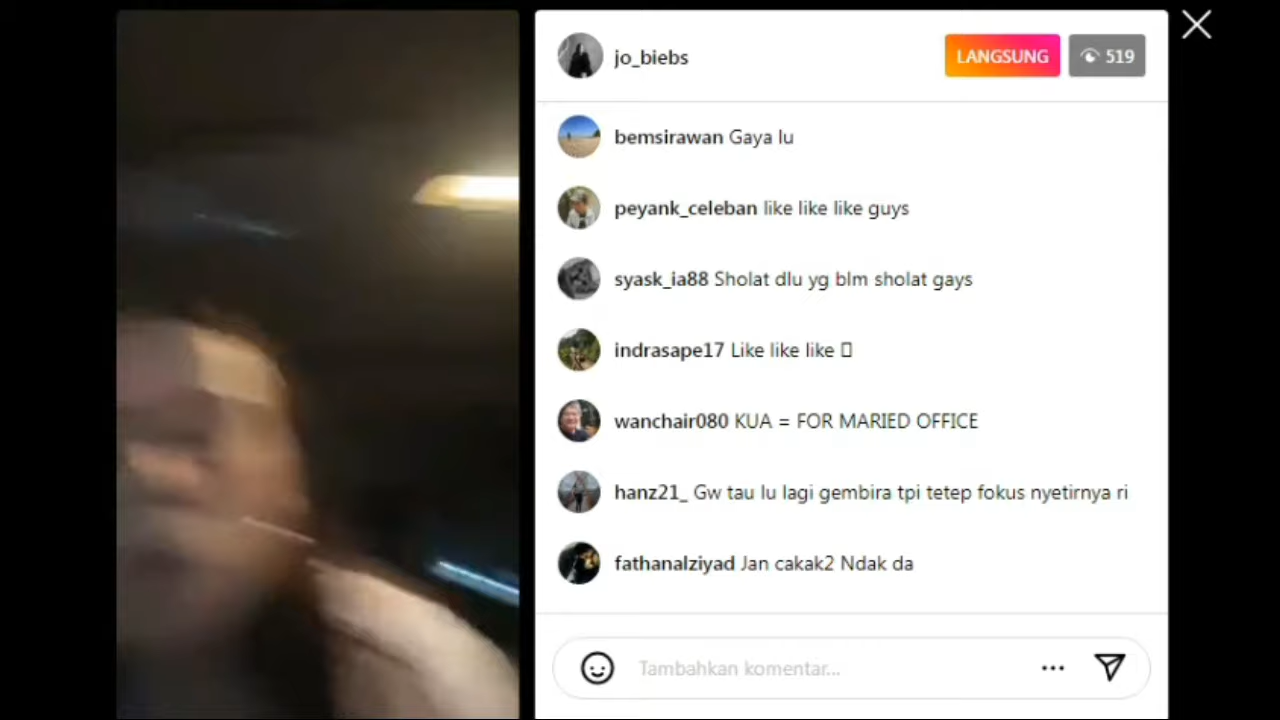 jo_biebs LANGSUNG 519
bemsirawan Gaya lu
peyank_celeban like like like guys
syask_ia88 Sholat dlu yg blm sholat gays
indrasape17 Like like like
wanchair080 KUA = FOR MARIED OFFICE
hanz21_ Gw tau lu lagi gembira tpi tetep fokus nyetirnya ri
fathanalziyad Jan cakak2 Ndak da
Tambahkan komentar...